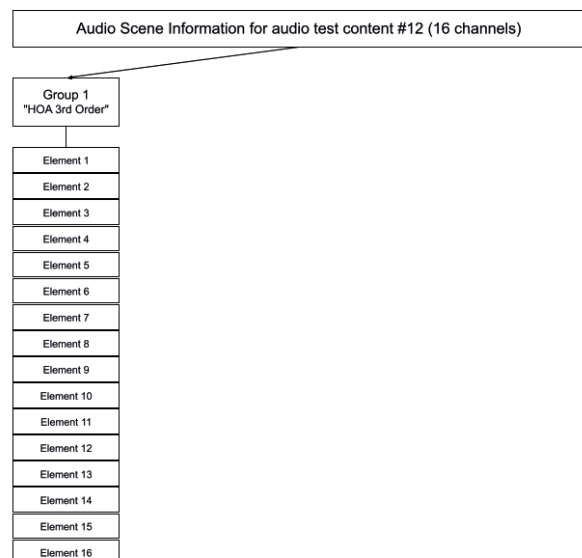 Audio Scene Information for audio test content #12 (16 channels)
Group 1
"HOA 3rd Order"
Element 1
Element 2
Element 3
Element 4
Element 5
Element 6
Element 7
Element 8
Element 9
Element 10
Element 11
Element 12
Element 13
Element 14
Element 15
Element 16